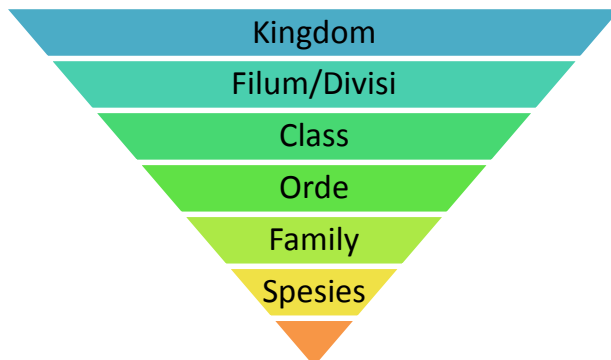 Kingdom
Filum/Divisi
Class
Orde
Family
Spesies